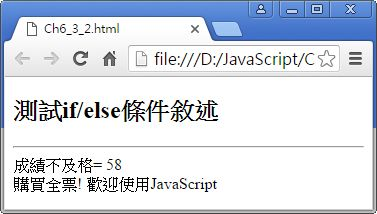 Ch6_3_2.html
file:///D:/JavaScript/C
測試if/else條件敘述
成績不及格= 58
購買全票! 歡迎使用JavaScript